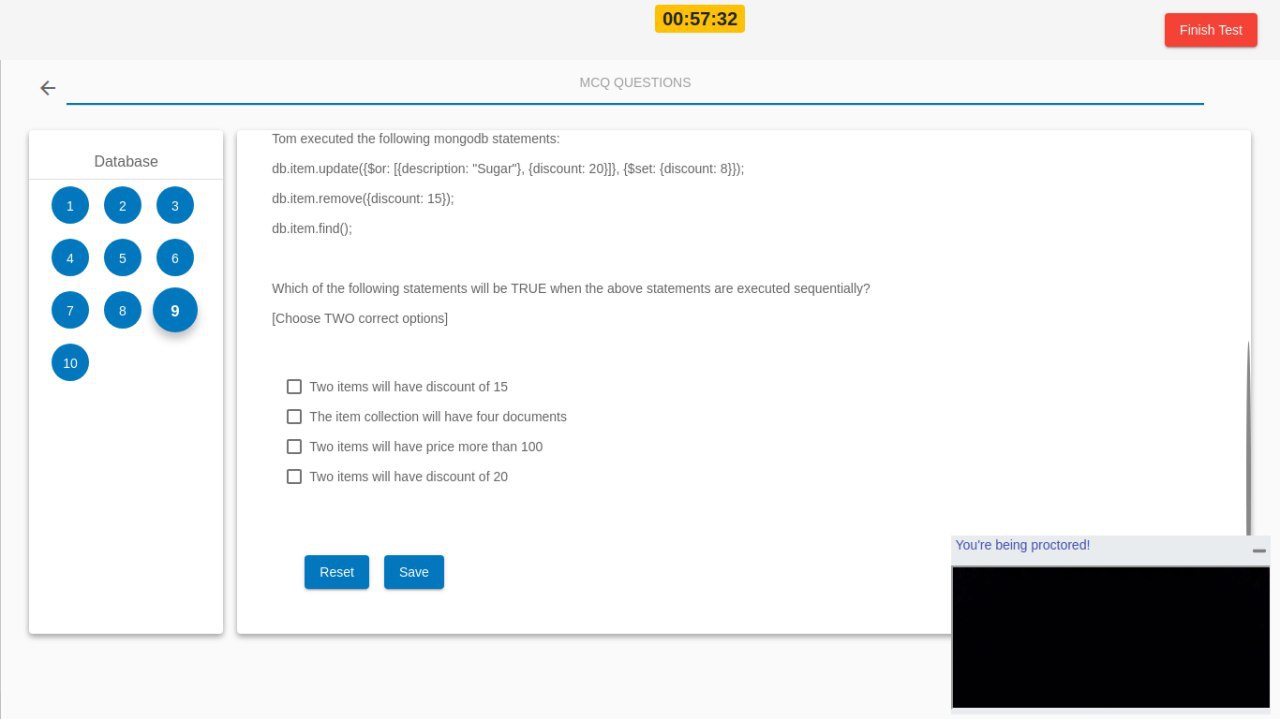 00:57:32
Finish Test
MCQ QUESTIONS
Database
1 2 3
4 5 6
7 8 9
10
Tom executed the following mongodb statements:
db.item.update({$or: [{description: "Sugar"}, {discount: 20}]}, {$set: {discount: 8}});
db.item.remove({discount: 15});
db.item.find();
Which of the following statements will be TRUE when the above statements are executed sequentially?
[Choose TWO correct options]
Two items will have discount of 15
The item collection will have four documents
Two items will have price more than 100
Two items will have discount of 20
Reset Save
You're being proctored!